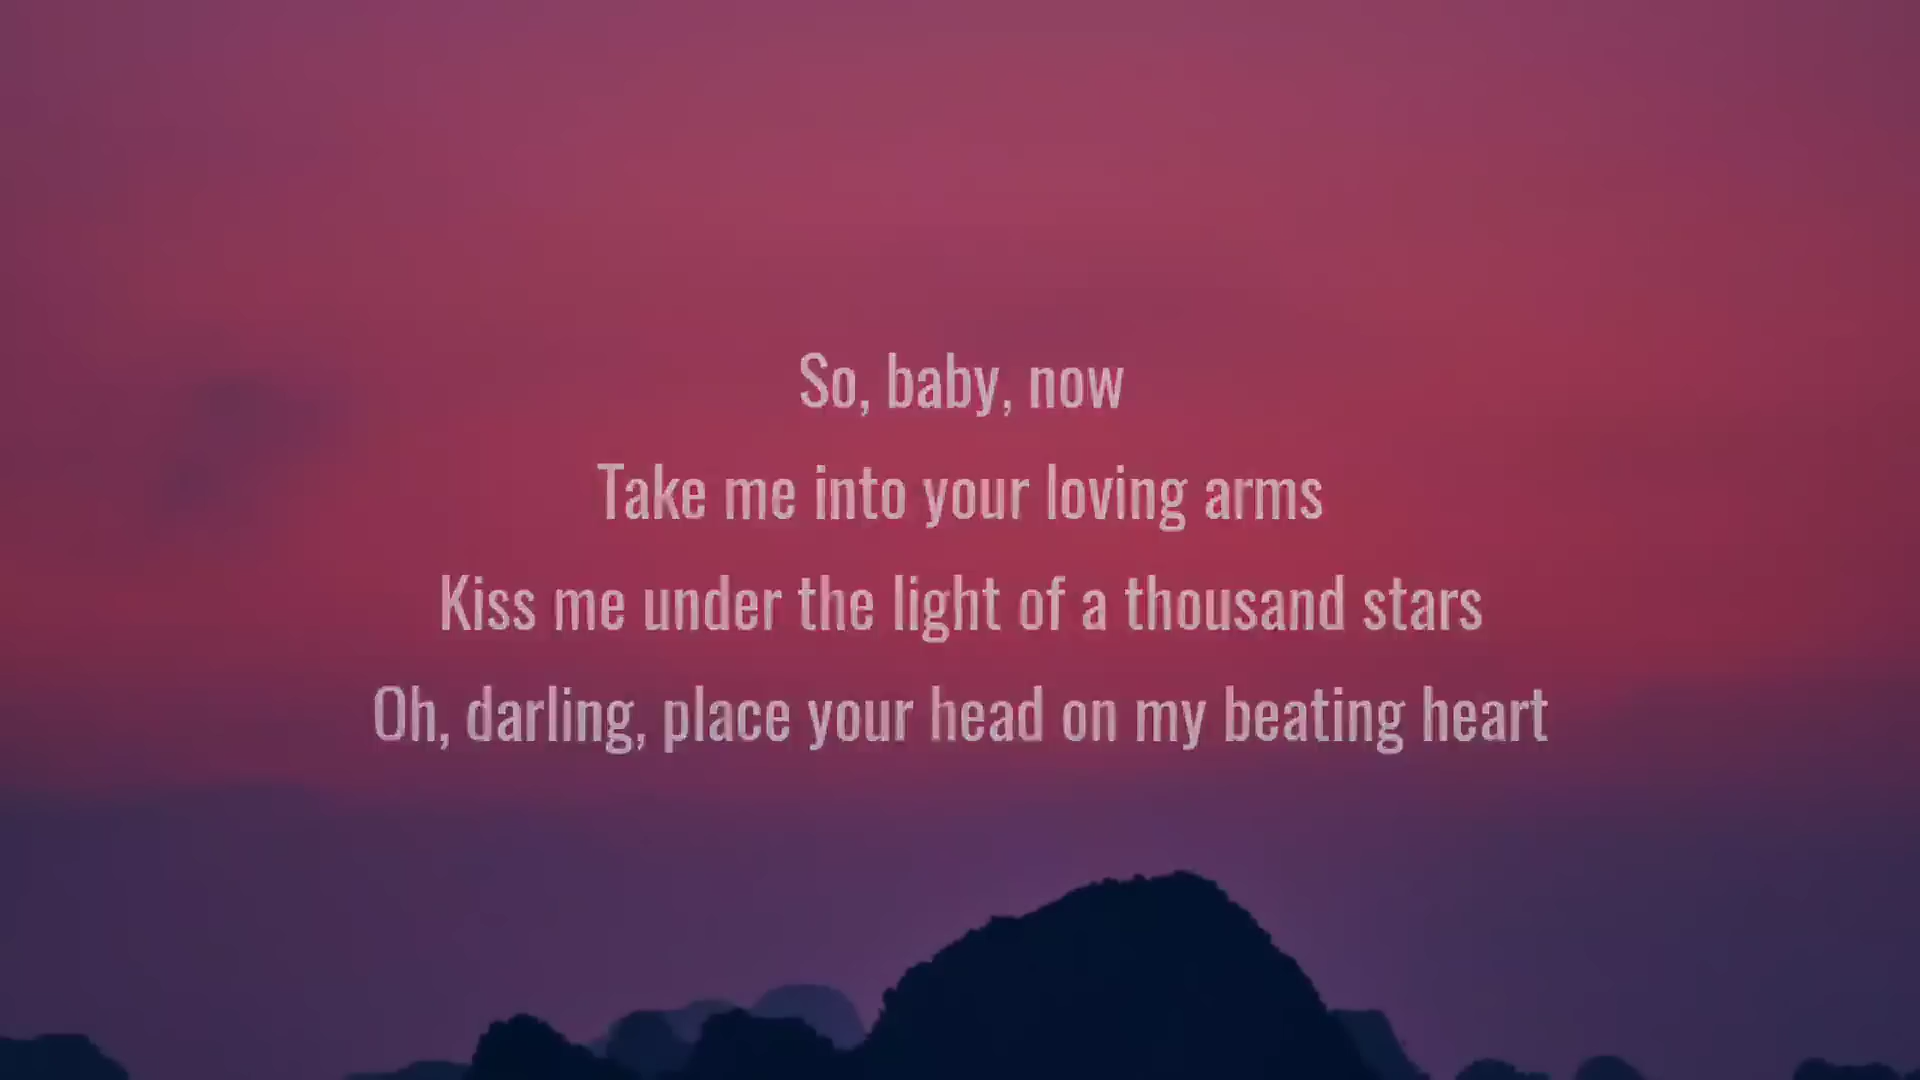 So, baby, now
Take me into your loving arms
Kiss me under the light of a thousand stars
Oh, darling, place your head on my beating heart